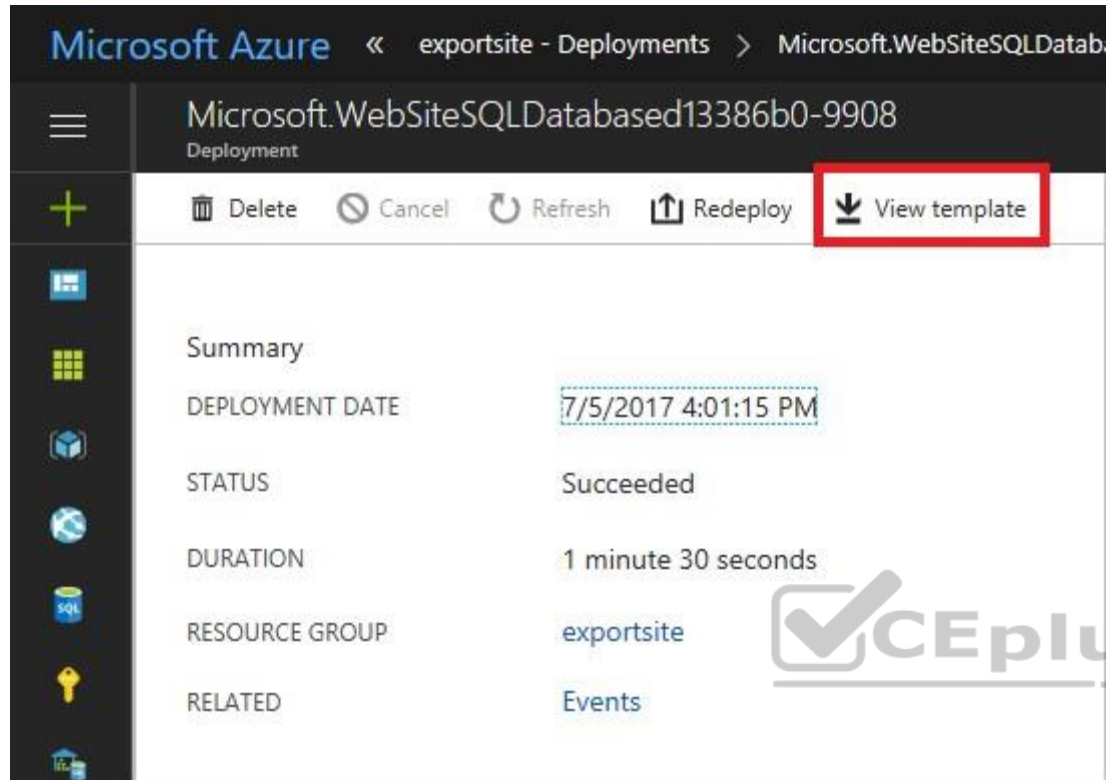 Microsoft Azure « exportsite - Deployments > Microsoft.WebSiteSQLDatab
Microsoft.WebSiteSQLDatabased13386b0-9908
Deployment
Delete Cancel Refresh Redeploy View template
Summary
DEPLOYMENT DATE 7/5/2017 4:01:15 PM
STATUS Succeeded
DURATION 1 minute 30 seconds
RESOURCE GROUP exportsite
CEplu
RELATED Events
SQL